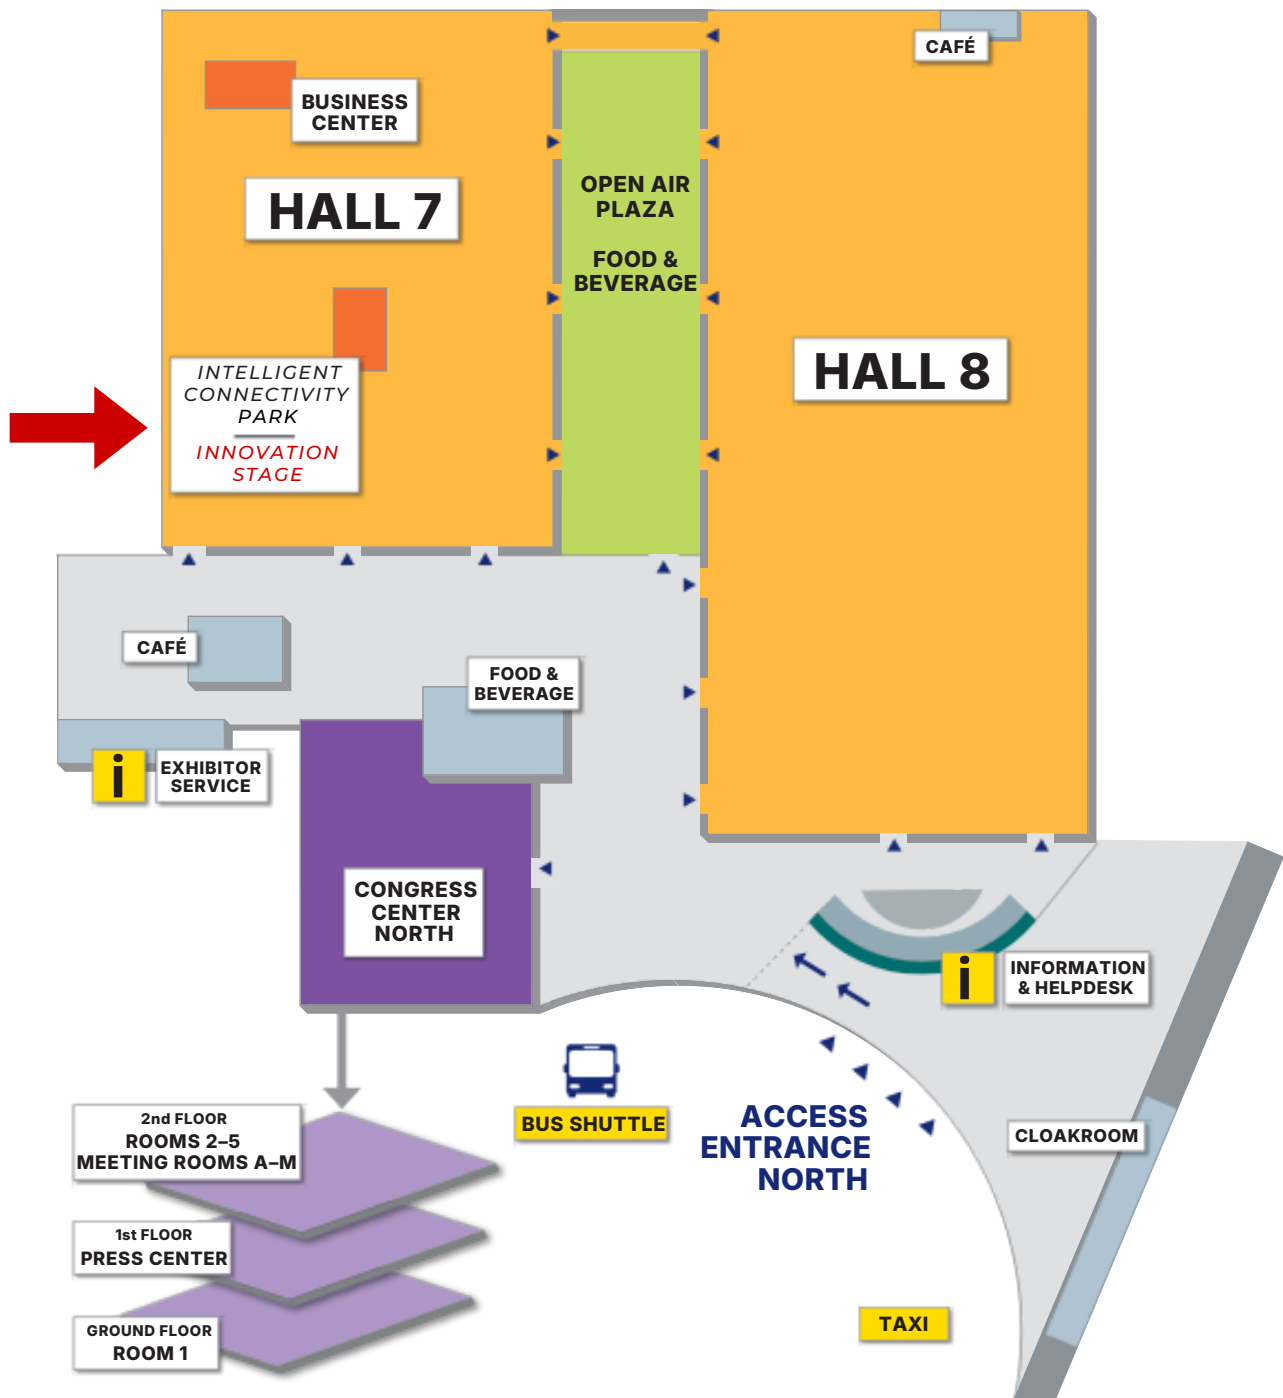 CAFÉ
BUSINESS
CENTER
HALL 7
OPEN AIR
PLAZA
FOOD &
BEVERAGE
HALL 8
INTELLIGENT
CONNECTIVITY
PARK
INNOVATION
STAGE
CAFÉ
FOOD &
BEVERAGE
i
EXHIBITOR
SERVICE
CONGRESS
CENTER
NORTH
i
INFORMATION
& HELPDESK
BUS SHUTTLE
ACCESS
ENTRANCE
NORTH
CLOAKROOM
2nd FLOOR
ROOMS 2–5
MEETING ROOMS A–M
1st FLOOR
PRESS CENTER
GROUND FLOOR
ROOM 1
TAXI